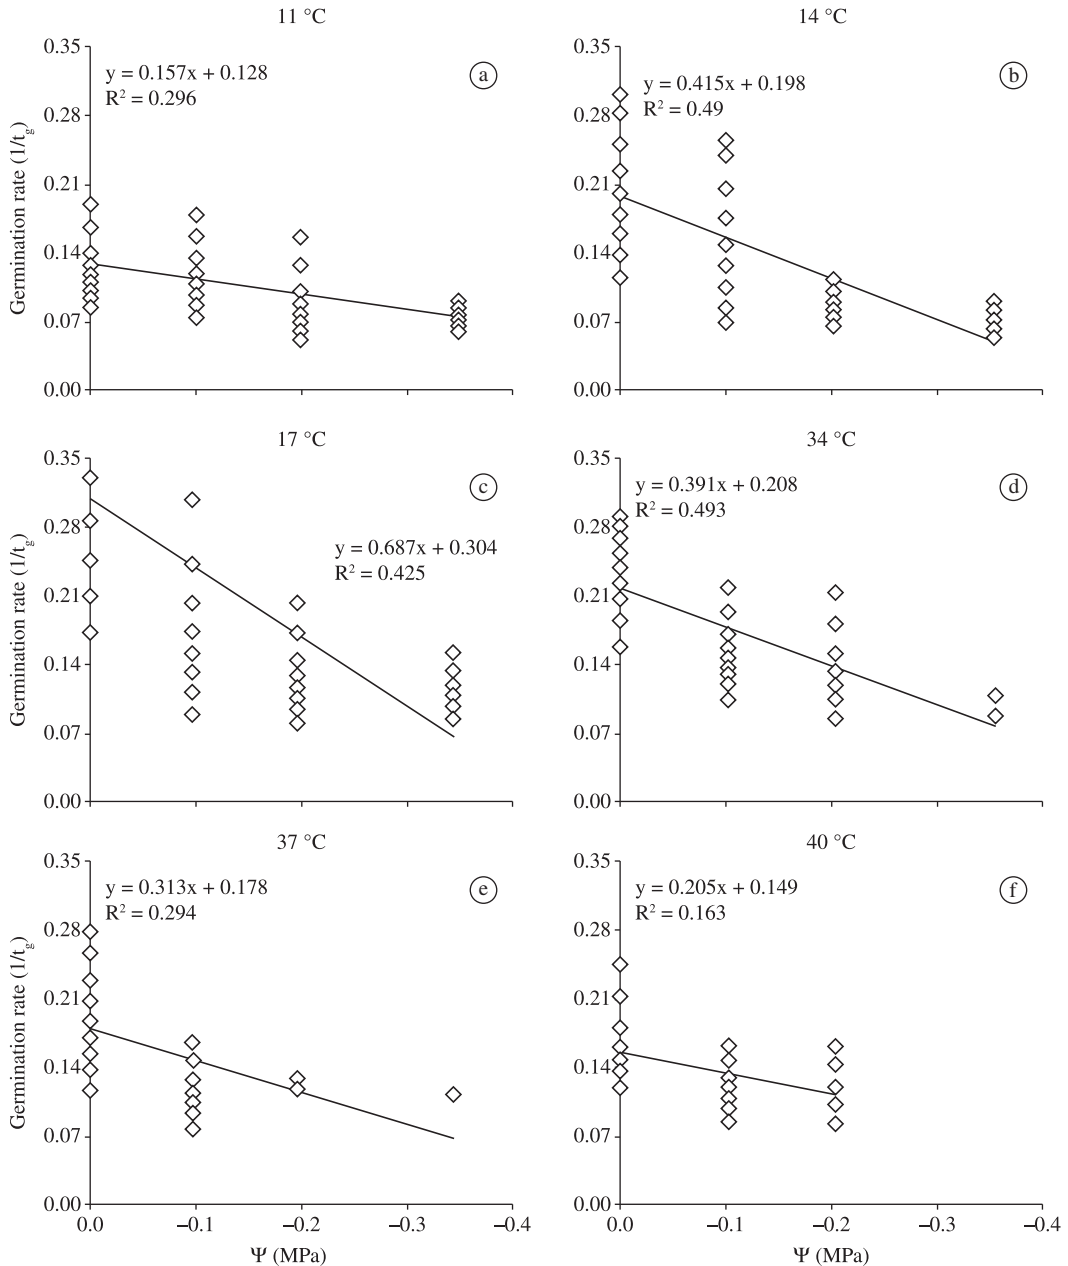 11 °C
0.35
0.28
0.21
0.14
0.07
0.00
Germination rate (1/tg)
y = 0.157x + 0.128
R² = 0.296
a
14 °C
0.35
0.28
0.21
0.14
0.07
0.00
y = 0.415x + 0.198
R² = 0.49
b
17 °C
0.35
0.28
0.21
0.14
0.07
0.00
Germination rate (1/tg)
y = 0.687x + 0.304
R² = 0.425
c
34 °C
0.35
0.28
0.21
0.14
0.07
0.00
y = 0.391x + 0.208
R² = 0.493
d
37 °C
0.35
0.28
0.21
0.14
0.07
0.00
Germination rate (1/tg)
y = 0.313x + 0.178
R² = 0.294
e
0.0 −0.1 −0.2 −0.3 −0.4
Ψ (MPa)
40 °C
0.35
0.28
0.21
0.14
0.07
0.00
y = 0.205x + 0.149
R² = 0.163
f
0.0 −0.1 −0.2 −0.3 −0.4
Ψ (MPa)